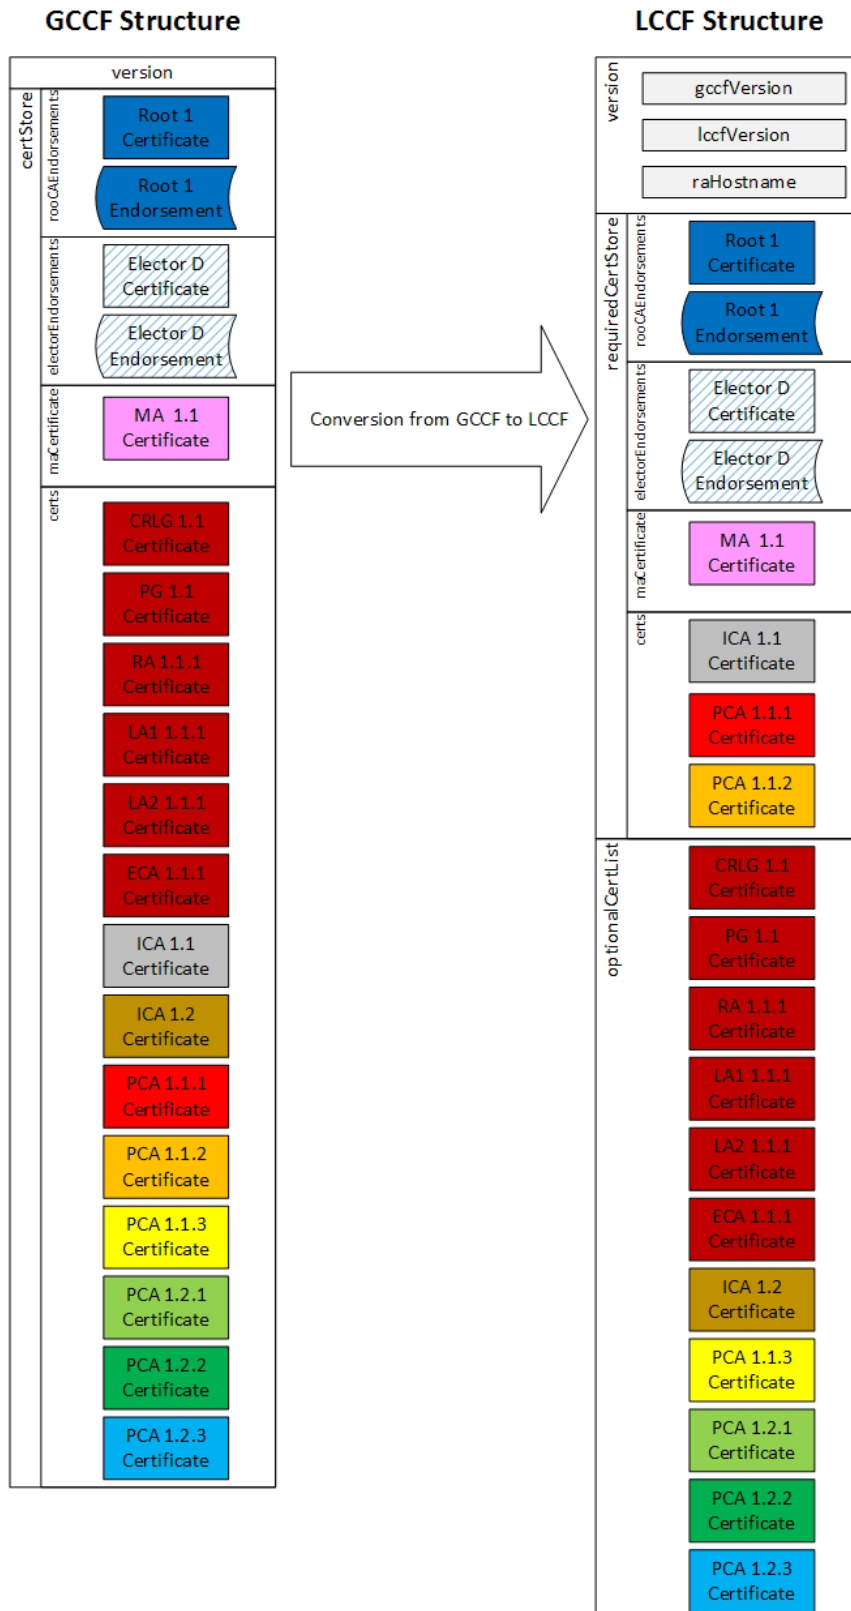 GCCF Structure
version
certStore
rooCAEndorsements
Root 1
Certificate
Root 1
Endorsement
electorEndorsements
Elector D
Certificate
Elector D
Endorsement
maCertificate
MA 1.1
Certificate
certs
CRLG 1.1
Certificate
PG 1.1
Certificate
RA 1.1.1
Certificate
LA1 1.1.1
Certificate
LA2 1.1.1
Certificate
ECA 1.1.1
Certificate
ICA 1.1
Certificate
ICA 1.2
Certificate
PCA 1.1.1
Certificate
PCA 1.1.2
Certificate
PCA 1.1.3
Certificate
PCA 1.2.1
Certificate
PCA 1.2.2
Certificate
PCA 1.2.3
Certificate
Conversion from GCCF to LCCF
LCCF Structure
version
gccfVersion
lccfVersion
raHostname
requiredCertStore
rooCAEndorsements
Root 1
Certificate
Root 1
Endorsement
electorEndorsements
Elector D
Certificate
Elector D
Endorsement
maCertificate
MA 1.1
Certificate
certs
ICA 1.1
Certificate
PCA 1.1.1
Certificate
PCA 1.1.2
Certificate
optionalCertList
CRLG 1.1
Certificate
PG 1.1
Certificate
RA 1.1.1
Certificate
LA1 1.1.1
Certificate
LA2 1.1.1
Certificate
ECA 1.1.1
Certificate
ICA 1.2
Certificate
PCA 1.1.3
Certificate
PCA 1.2.1
Certificate
PCA 1.2.2
Certificate
PCA 1.2.3
Certificate